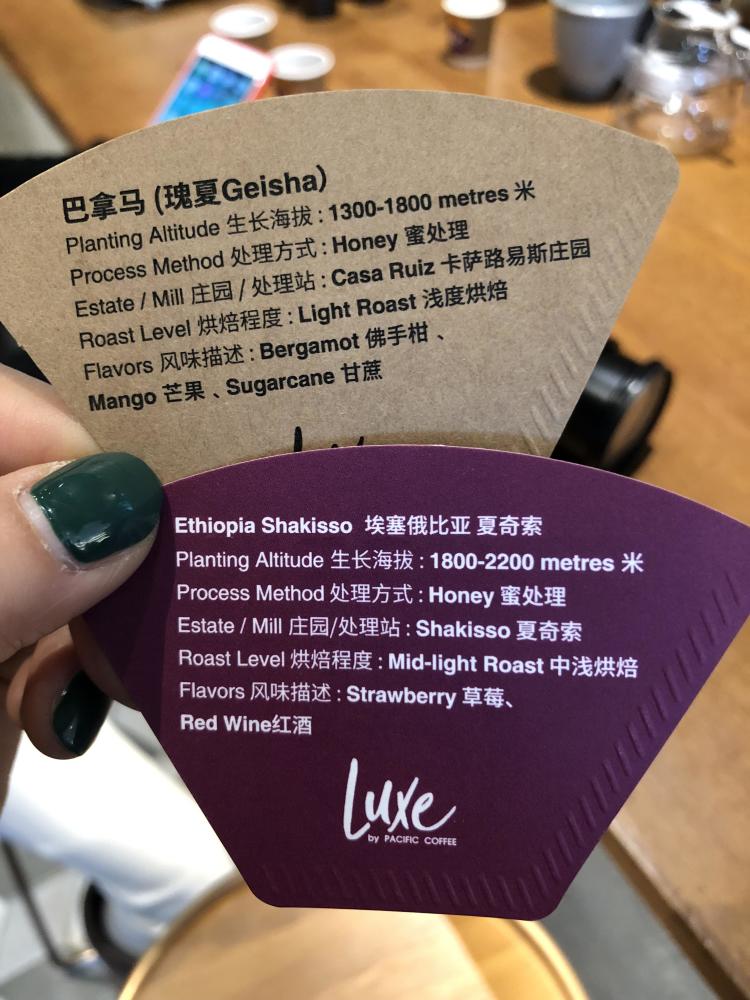 巴拿马 (瑰夏Geisha)
Planting Altitude 生长海拔 : 1300-1800 metres 米
Process Method 处理方式 : Honey 蜜处理
Estate / Mill 庄园 / 处理站 : Casa Ruiz 卡萨路易斯庄园
Roast Level 烘焙程度 : Light Roast 浅度烘焙
Flavors 风味描述 : Bergamot 佛手柑 、
Mango 芒果 、Sugarcane 甘蔗
Ethiopia Shakisso 埃塞俄比亚 夏奇索
Planting Altitude 生长海拔 : 1800-2200 metres 米
Process Method 处理方式 : Honey 蜜处理
Estate / Mill 庄园/处理站 : Shakisso 夏奇索
Roast Level 烘焙程度 : Mid-light Roast 中浅烘焙
Flavors 风味描述 : Strawberry 草莓、
Red Wine红酒
Luxe
by PACIFIC COFFEE